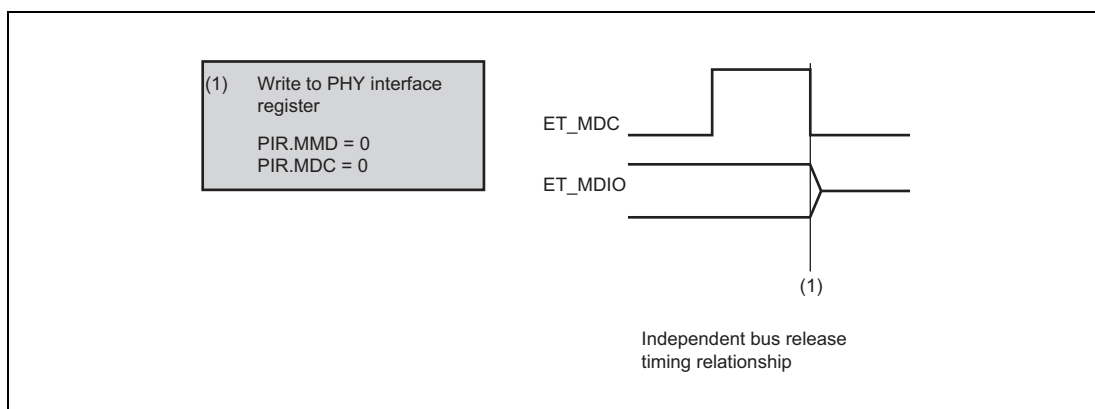 (1) Write to PHY interface
register
PIR.MMD = 0
PIR.MDC = 0
ET_MDC
ET_MDIO
(1)
Independent bus release
timing relationship